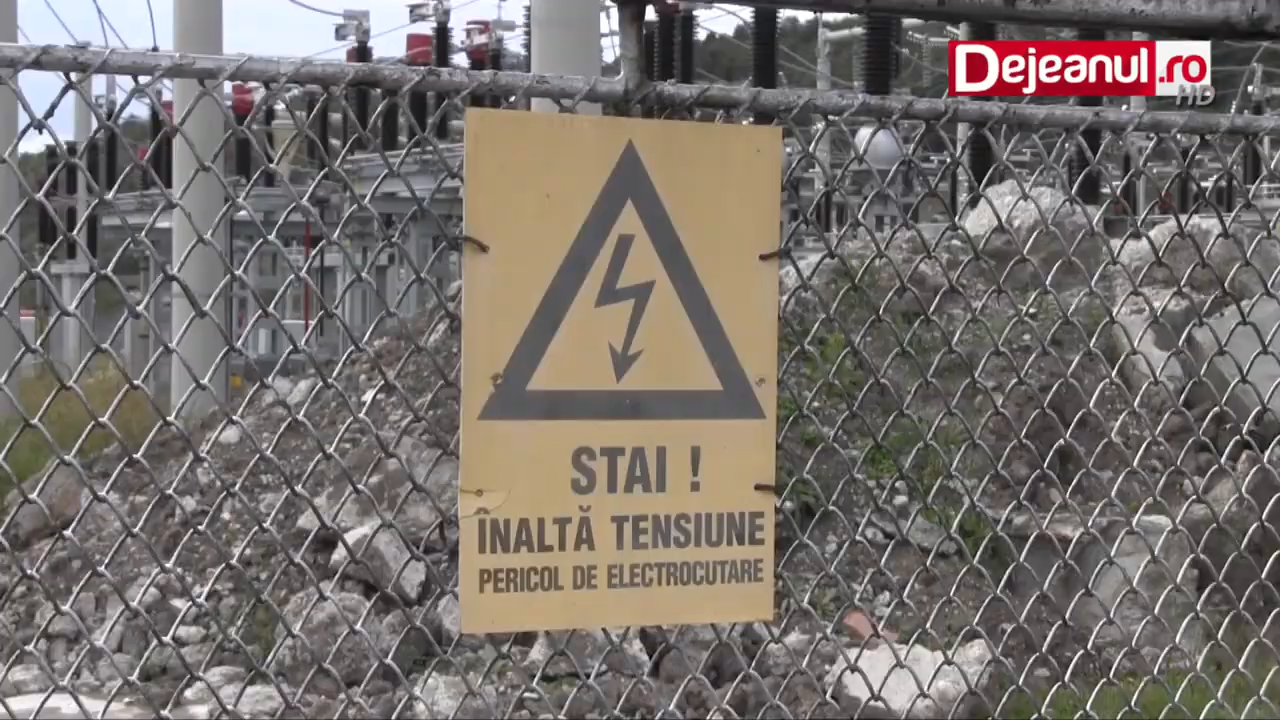 Dejeanul.ro
HD
STAI !
ÎNALTĂ TENSIUNE
PERICOL DE ELECTROCUTARE